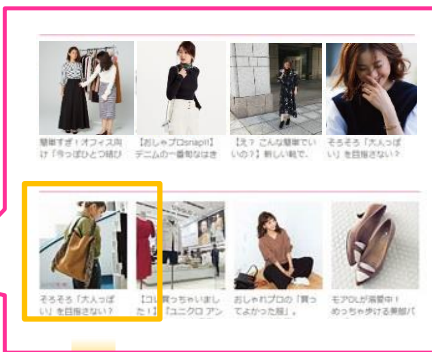 簡単すぎ！オフィス向
け「今っぽひとつ結び
【おしゃプロsnap!!】
デニムの一番旬なはき
【え？ こんな簡単でい
いの？】新しい靴で、
そろそろ「大人っぽ
い」を目指さない？
そろそろ「大人っぽ
い」を目指さない？
【コレ買っちゃいまし
た！】「ユニクロ アン
おしゃれプロの「買っ
てよかった服」。
モアOLが溺愛中！
めっちゃ歩ける美脚パ